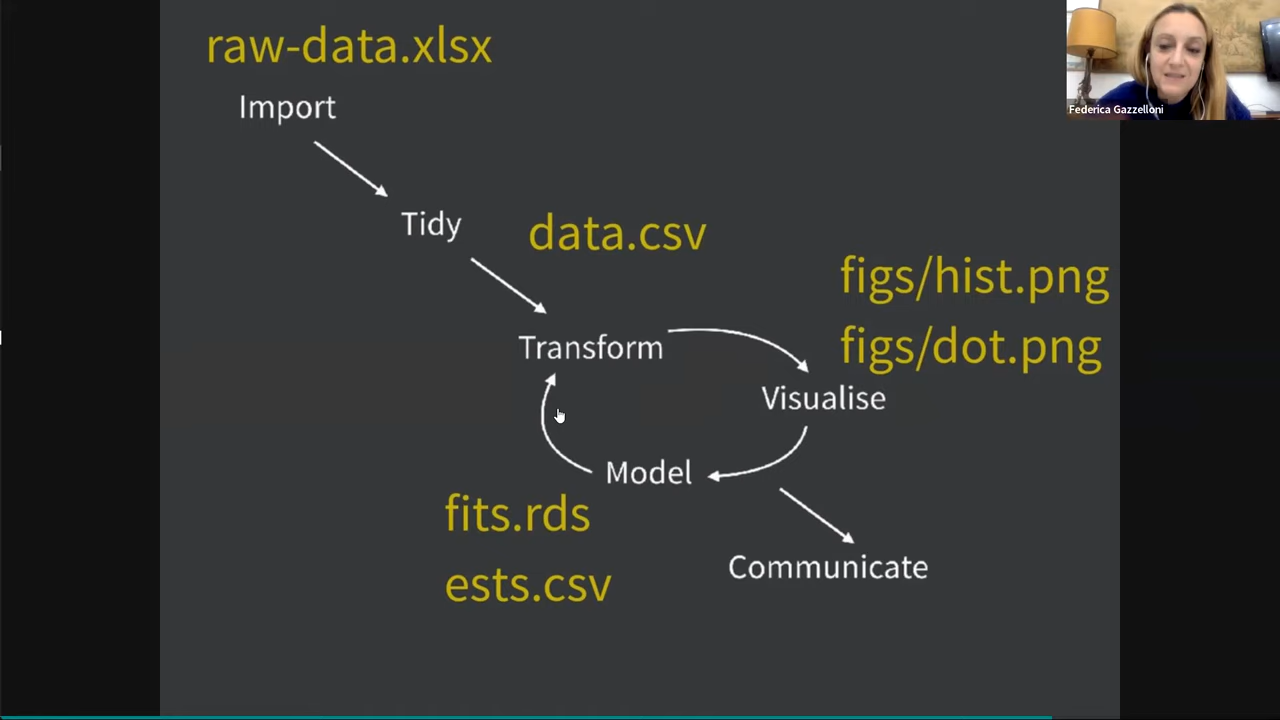 raw-data.xlsx
Import
Federica Gazzelloni
Tidy
data.csv
figs/hist.png
figs/dot.png
Transform
Visualise
Model
fits.rds
ests.csv
Communicate